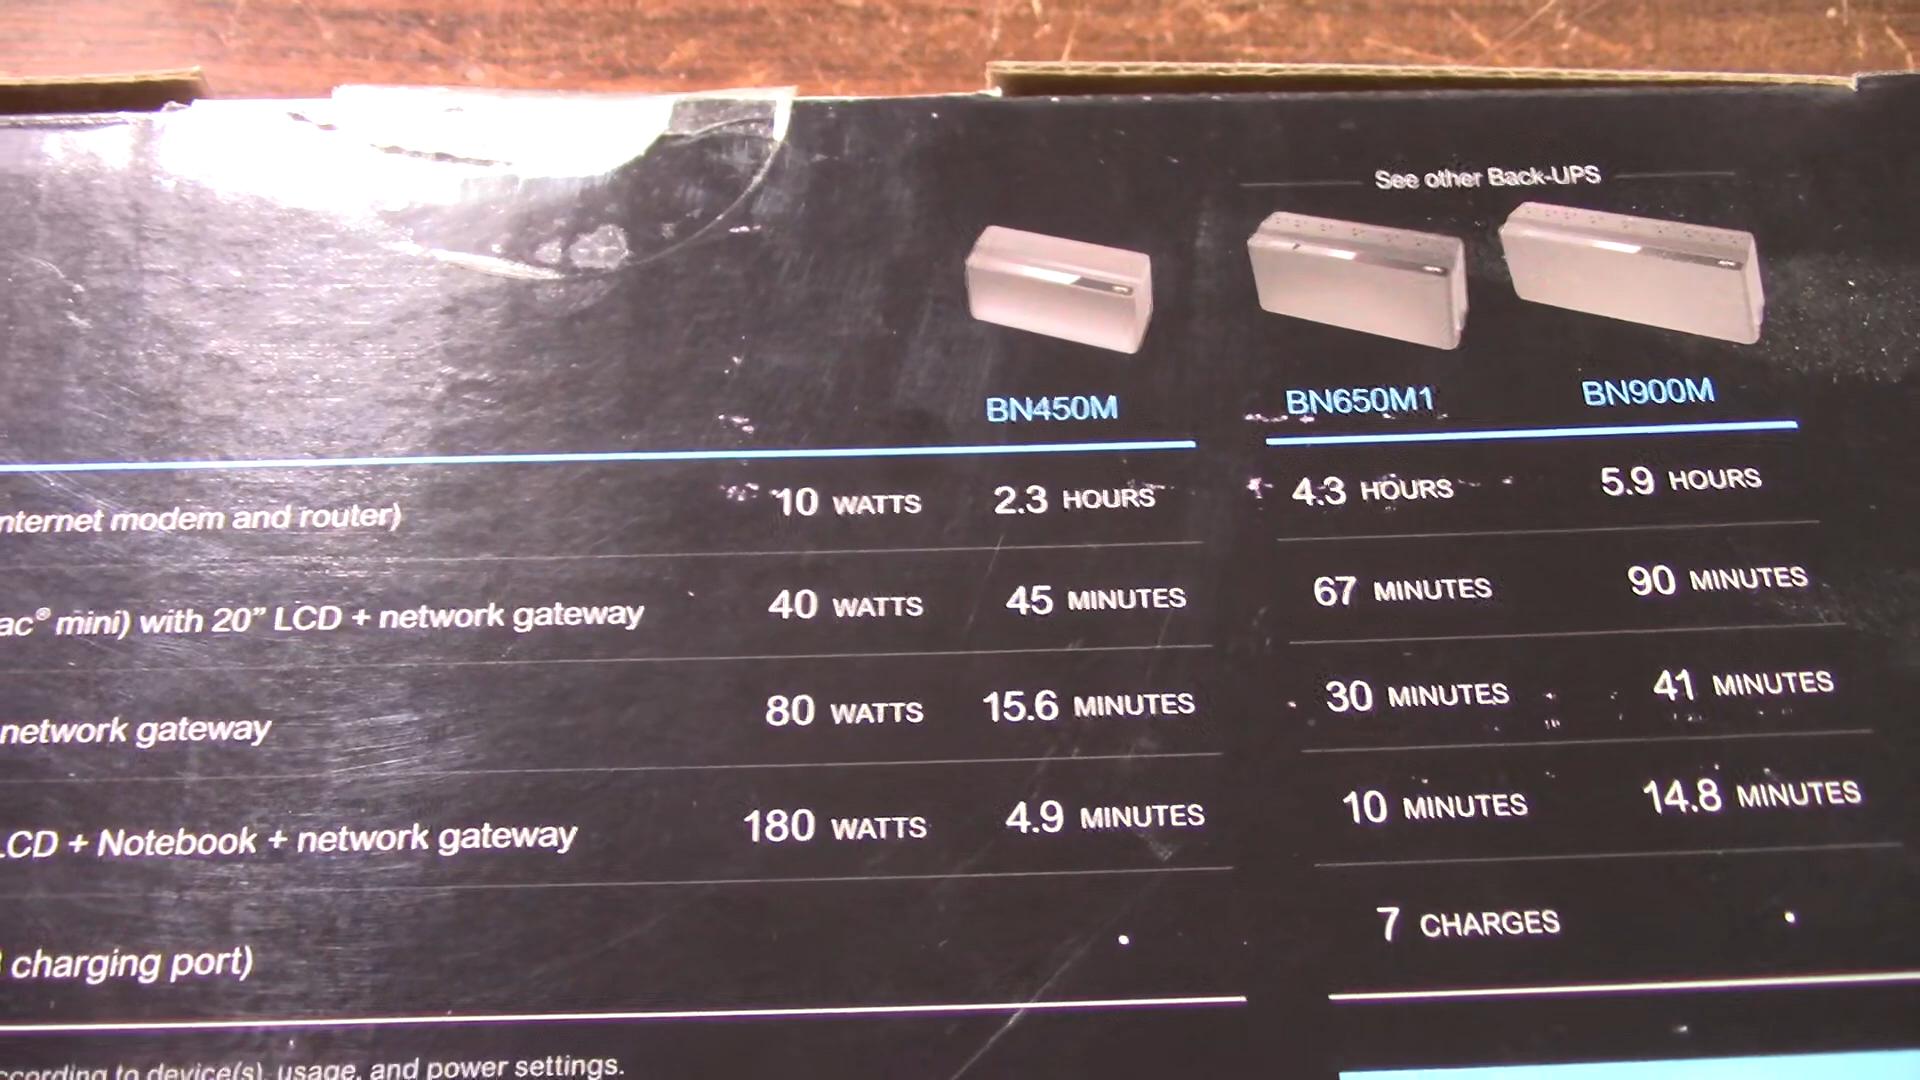 See other Back-UPS
BN450M BN650M1 BN900M
nternet modem and router) 10 WATTS 2.3 HOURS 4.3 HOURS 5.9 HOURS
ac® mini) with 20” LCD + network gateway 40 WATTS 45 MINUTES 67 MINUTES 90 MINUTES
network gateway 80 WATTS 15.6 MINUTES 30 MINUTES 41 MINUTES
LCD + Notebook + network gateway 180 WATTS 4.9 MINUTES 10 MINUTES 14.8 MINUTES
charging port) • 7 CHARGES •
ccording to device(s), usage, and power settings.